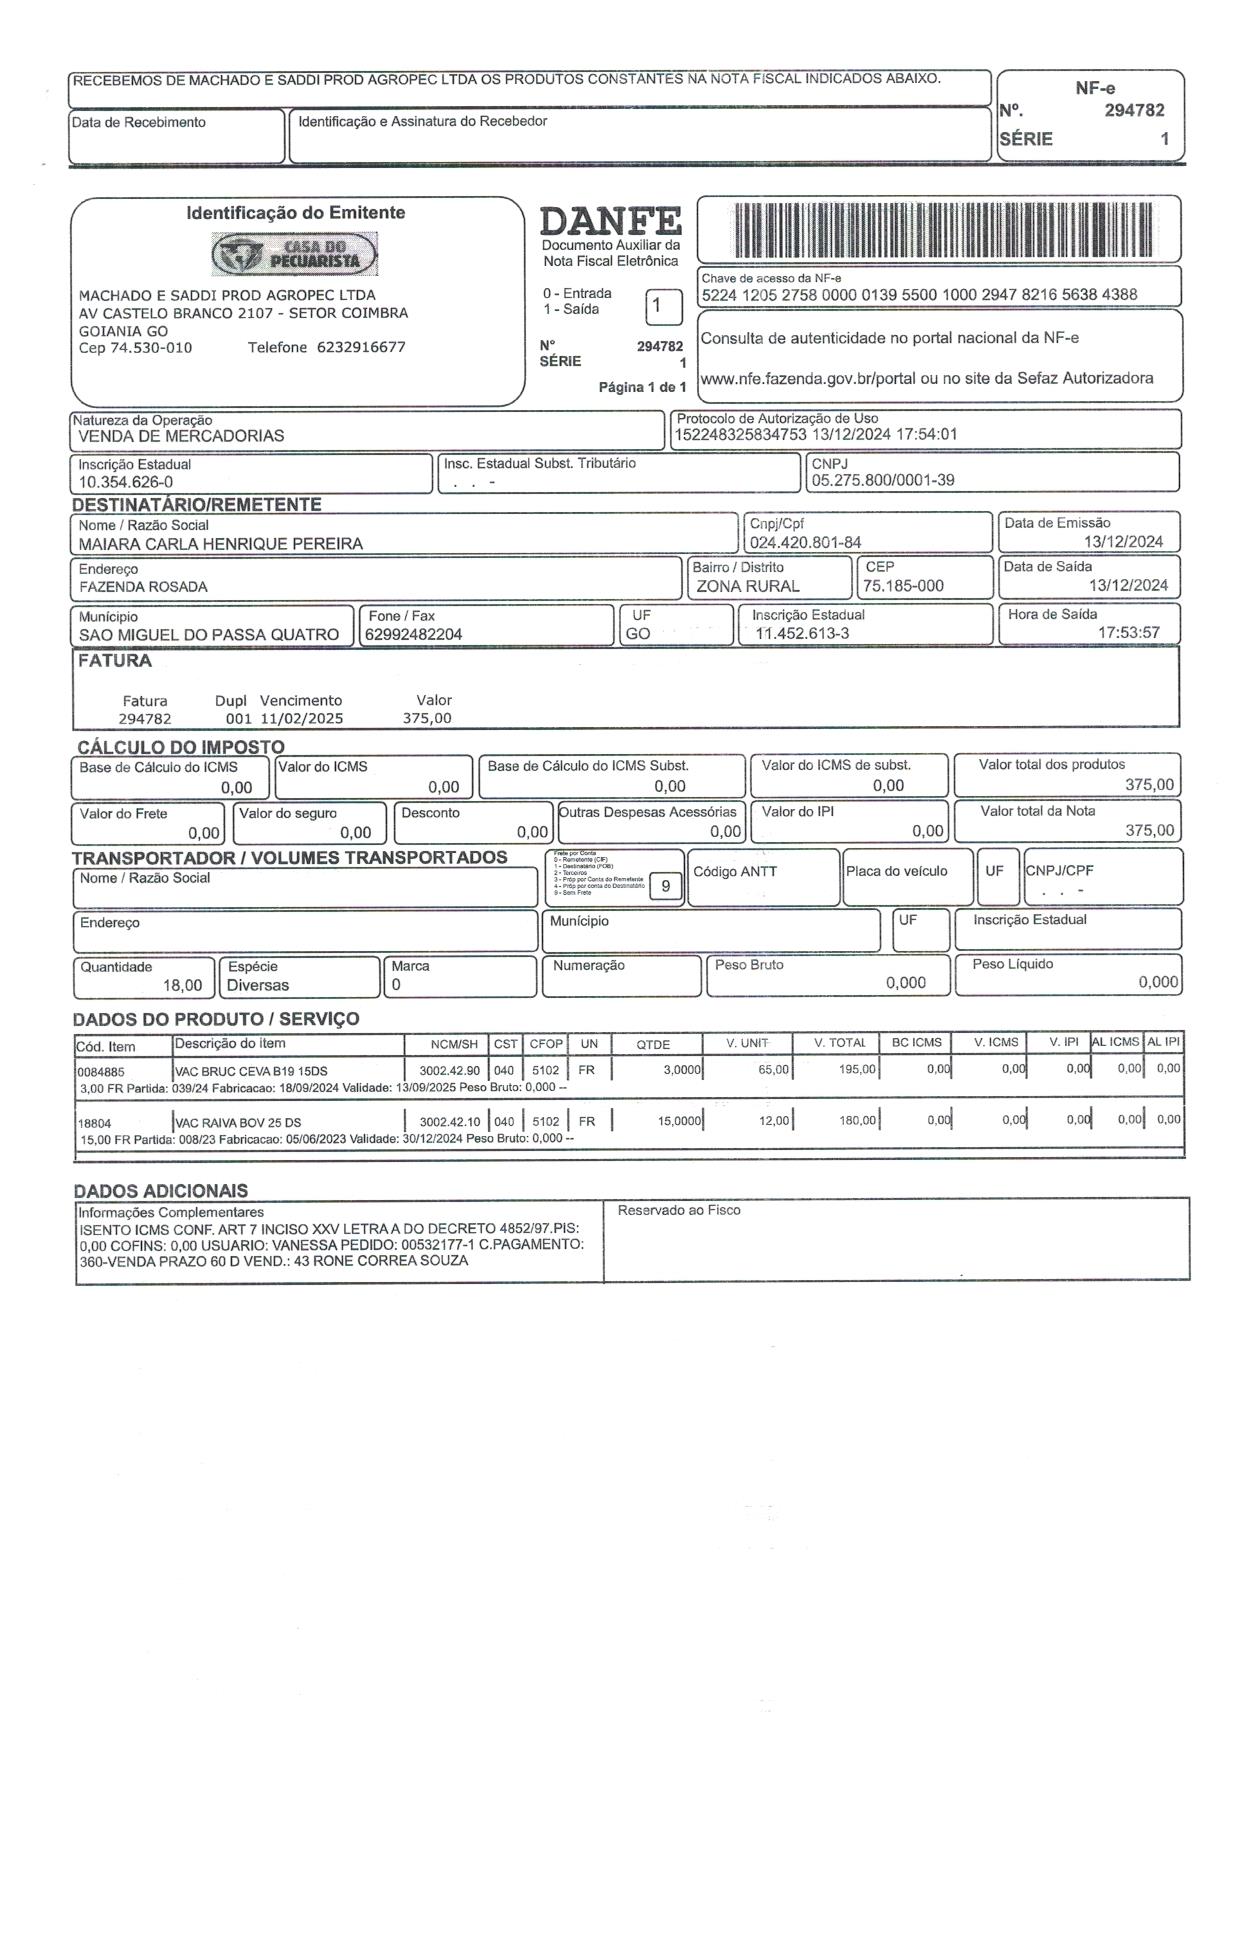 RECEBEMOS DE MACHADO E SADDI PROD AGROPEC LTDA OS PRODUTOS CONSTANTES NA NOTA FISCAL INDICADOS ABAIXO.
NF-e
Nº. 294782
SÉRIE 1
Data de Recebimento
Identificação e Assinatura do Recebedor
Identificação do Emitente
CASA DO
PECUARISTA
MACHADO E SADDI PROD AGROPEC LTDA
AV CASTELO BRANCO 2107 - SETOR COIMBRA
GOIANIA GO
Cep 74.530-010 Telefone 6232916677
DANFE
Documento Auxiliar da
Nota Fiscal Eletrônica
0 - Entrada
1 - Saída
1
Nº 294782
SÉRIE 1
Página 1 de 1
Chave de acesso da NF-e
5224 1205 2758 0000 0139 5500 1000 2947 8216 5638 4388
Consulta de autenticidade no portal nacional da NF-e
www.nfe.fazenda.gov.br/portal ou no site da Sefaz Autorizadora
Natureza da Operação
VENDA DE MERCADORIAS
Protocolo de Autorização de Uso
152248325834753 13/12/2024 17:54:01
Inscrição Estadual
10.354.626-0
Insc. Estadual Subst. Tributário
. . -
CNPJ
05.275.800/0001-39
DESTINATÁRIO/REMETENTE
Nome / Razão Social
MAIARA CARLA HENRIQUE PEREIRA
Cnpj/Cpf
024.420.801-84
Data de Emissão
13/12/2024
Endereço
FAZENDA ROSADA
Bairro / Distrito
ZONA RURAL
CEP
75.185-000
Data de Saída
13/12/2024
Munícipio
SAO MIGUEL DO PASSA QUATRO
Fone / Fax
62992482204
UF
GO
Inscrição Estadual
11.452.613-3
Hora de Saída
17:53:57
FATURA
Fatura Dupl Vencimento Valor
294782 001 11/02/2025 375,00
CÁLCULO DO IMPOSTO
Base de Cálculo do ICMS
0,00
Valor do ICMS
0,00
Base de Cálculo do ICMS Subst.
0,00
Valor do ICMS de subst.
0,00
Valor total dos produtos
375,00
Valor do Frete
0,00
Valor do seguro
0,00
Desconto
0,00
Outras Despesas Acessórias
0,00
Valor do IPI
0,00
Valor total da Nota
375,00
TRANSPORTADOR / VOLUMES TRANSPORTADOS
Nome / Razão Social
Frete por Conta
0 - Remetente (CIF)
1 - Destinatário (FOB)
2 - Terceiros
3 - Próp por Conta do Remetente
4 - Próp por conta do Destinatário
9 - Sem Frete
9
Código ANTT
Placa do veículo
UF
CNPJ/CPF
. . -
Endereço
Município
UF
Inscrição Estadual
Quantidade
18,00
Espécie
Diversas
Marca
0
Numeração
Peso Bruto
0,000
Peso Líquido
0,000
DADOS DO PRODUTO / SERVIÇO
Cód. Item Descrição do item NCM/SH CST CFOP UN QTDE V. UNIT V. TOTAL BC ICMS V. ICMS V. IPI AL ICMS AL IPI
0084885 VAC BRUC CEVA B19 15DS 3002.42.90 040 5102 FR 3,0000 65,00 195,00 0,00 0,00 0,00 0,00 0,00
3,00 FR Partida: 039/24 Fabricacao: 18/09/2024 Validade: 13/09/2025 Peso Bruto: 0,000 --
18804 VAC RAIVA BOV 25 DS 3002.42.10 040 5102 FR 15,0000 12,00 180,00 0,00 0,00 0,00 0,00 0,00
15,00 FR Partida: 008/23 Fabricacao: 05/06/2023 Validade: 30/12/2024 Peso Bruto: 0,000 --
DADOS ADICIONAIS
Informações Complementares
ISENTO ICMS CONF. ART 7 INCISO XXV LETRA A DO DECRETO 4852/97.PIS:
0,00 COFINS: 0,00 USUARIO: VANESSA PEDIDO: 00532177-1 C.PAGAMENTO:
360-VENDA PRAZO 60 D VEND.: 43 RONE CORREA SOUZA
Reservado ao Fisco